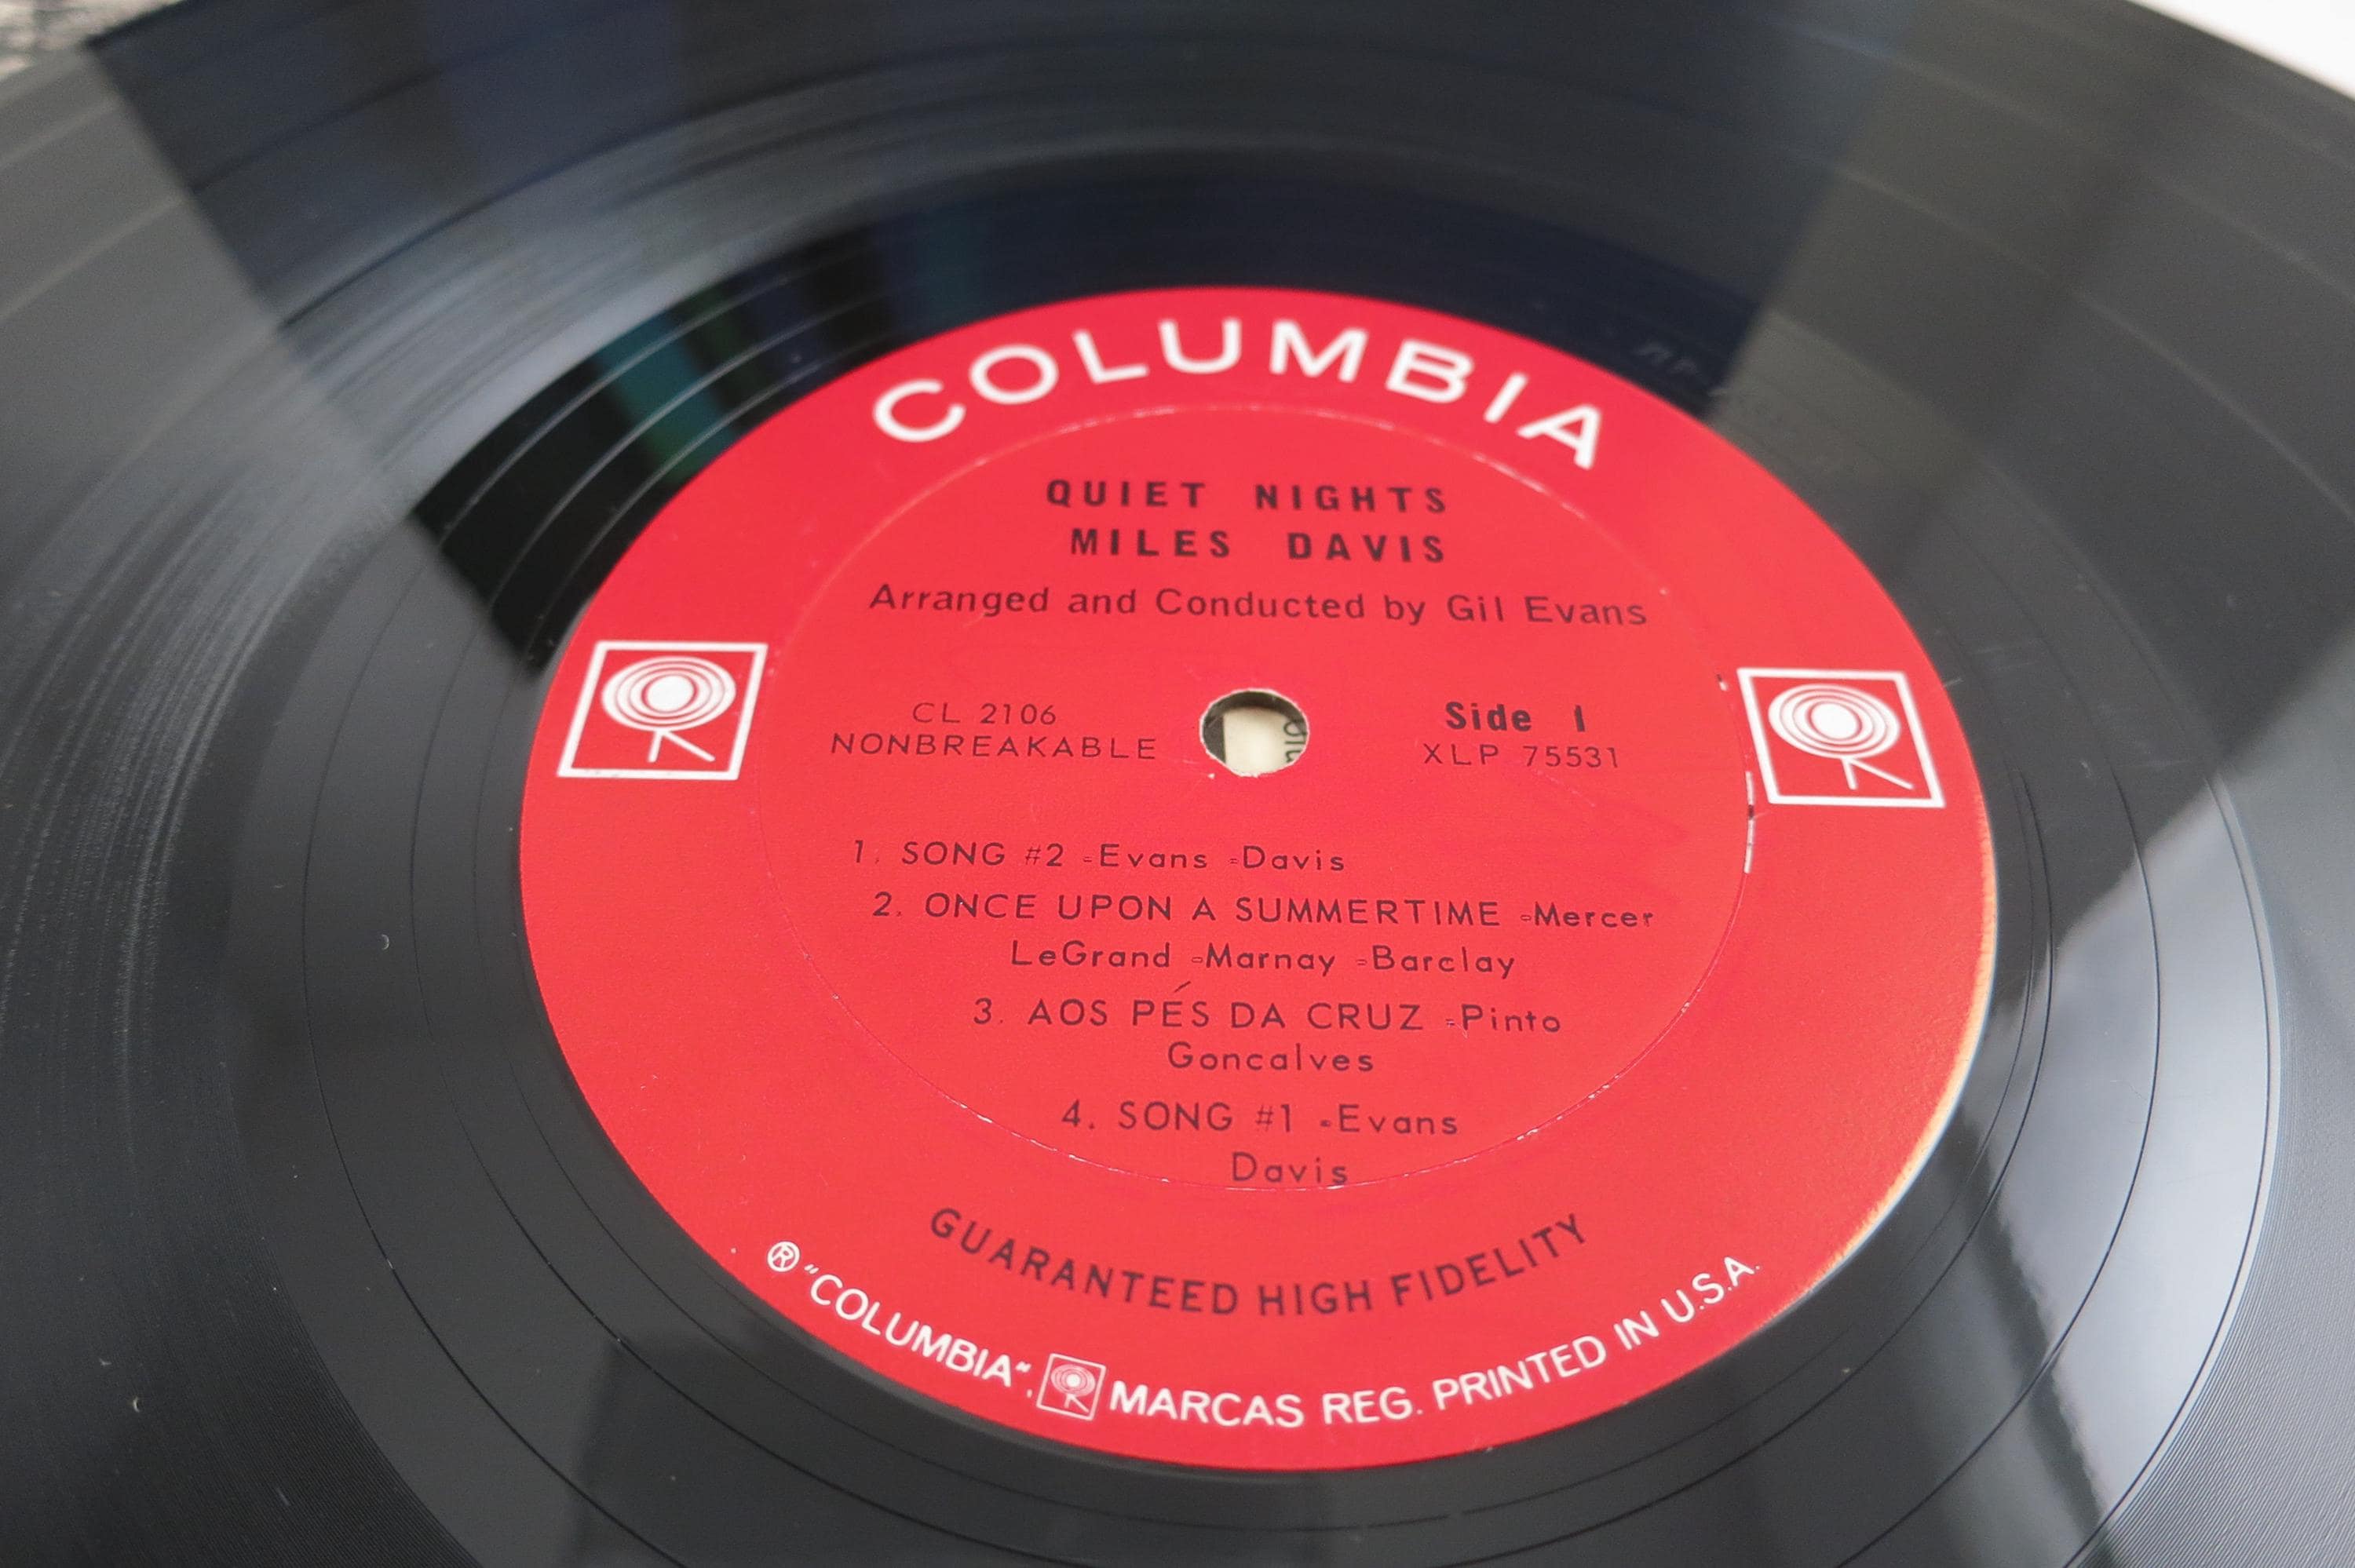 COLUMBIA
QUIET NIGHTS
MILES DAVIS
Arranged and Conducted by Gil Evans
CL 2106
NONBREAKABLE
Side 1
XLP 75531
1. SONG #2 -Evans -Davis
2. ONCE UPON A SUMMERTIME -Mercer
LeGrand -Marnay -Barclay
3. AOS PÉS DA CRUZ -Pinto
Goncalves
4. SONG #1 -Evans
Davis
GUARANTEED HIGH FIDELITY
® "COLUMBIA", MARCAS REG. PRINTED IN U.S.A.